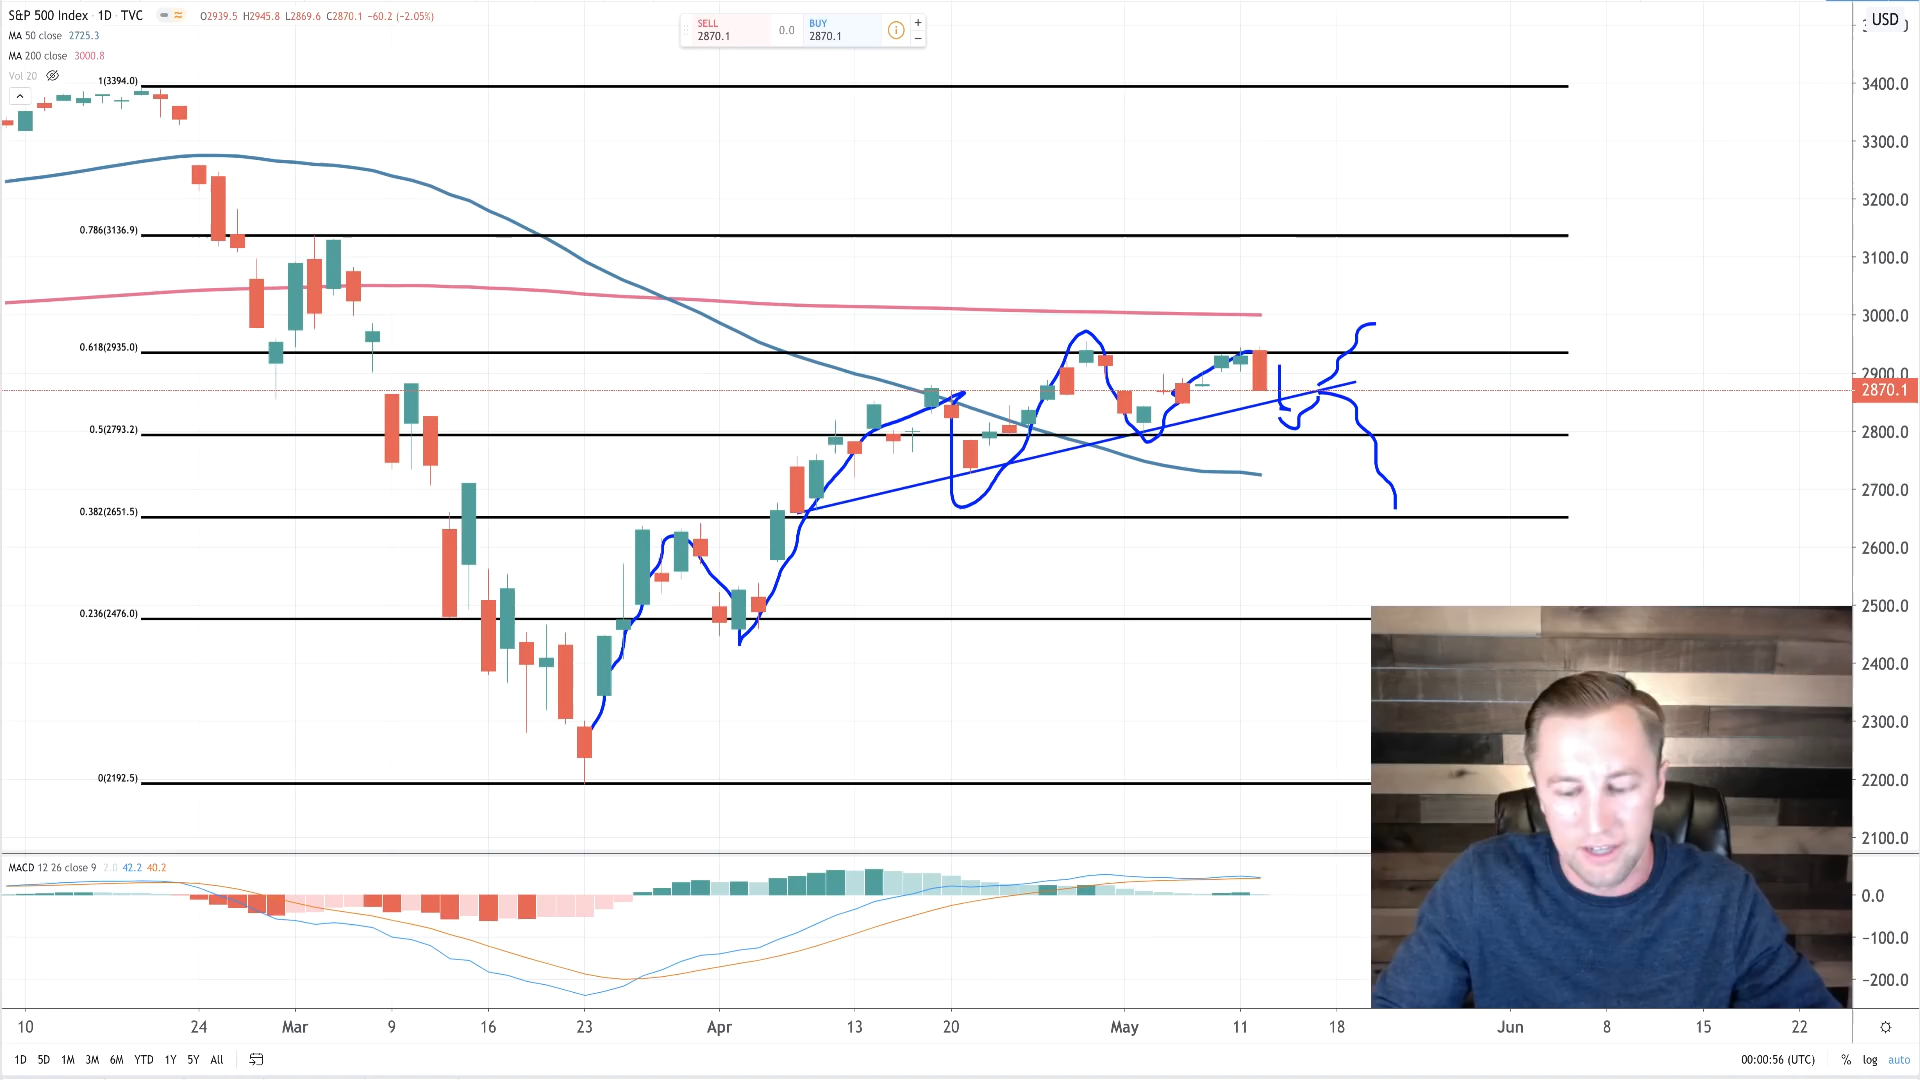 S&P 500 Index · 1D · TVC
O2939.5 H2945.8 L2869.6 C2870.1 −60.2 (−2.05%)
MA 50 close 2725.3
MA 200 close 3000.8
Vol 20
SELL
2870.1
0.0
BUY
2870.1
+
−
USD
1(3394.0)
0.786(3136.9)
0.618(2935.0)
0.5(2793.2)
0.382(2651.5)
0.236(2476.0)
0(2192.5)
3400.0
3300.0
3200.0
3100.0
3000.0
2900.0
2870.1
2800.0
2700.0
2600.0
2500.0
2400.0
2300.0
2200.0
2100.0
MACD 12 26 close 9 2.0 42.2 40.2
0.0
−100.0
−200.0
10 24 Mar 9 16 23 Apr 13 20 May 11 18 Jun 8 15 22
1D 5D 1M 3M 6M YTD 1Y 5Y All
00:00:56 (UTC) % log auto